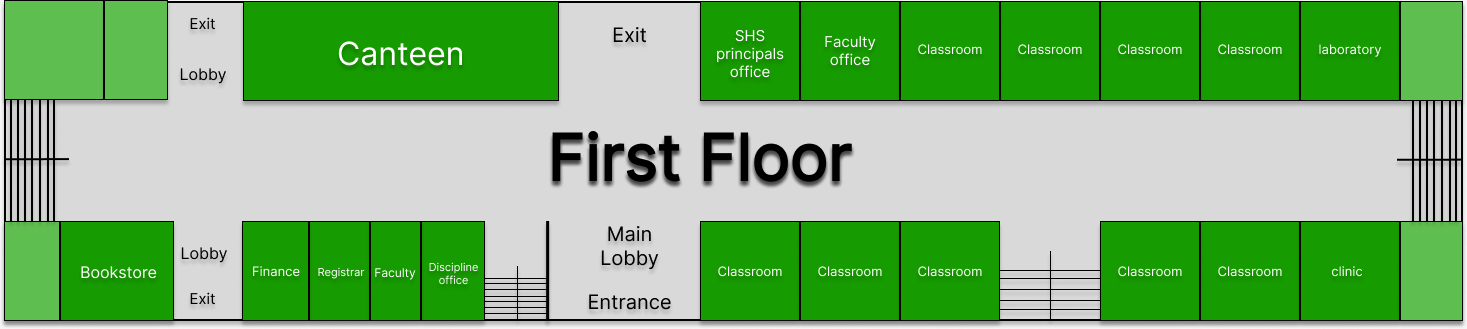 Exit
Lobby
Canteen
Exit
SHS
principals
office
Faculty
office
Classroom
Classroom
Classroom
Classroom
laboratory
First Floor
Bookstore
Lobby
Exit
Finance
Registrar
Faculty
Discipline
office
Main
Lobby
Entrance
Classroom
Classroom
Classroom
Classroom
Classroom
clinic